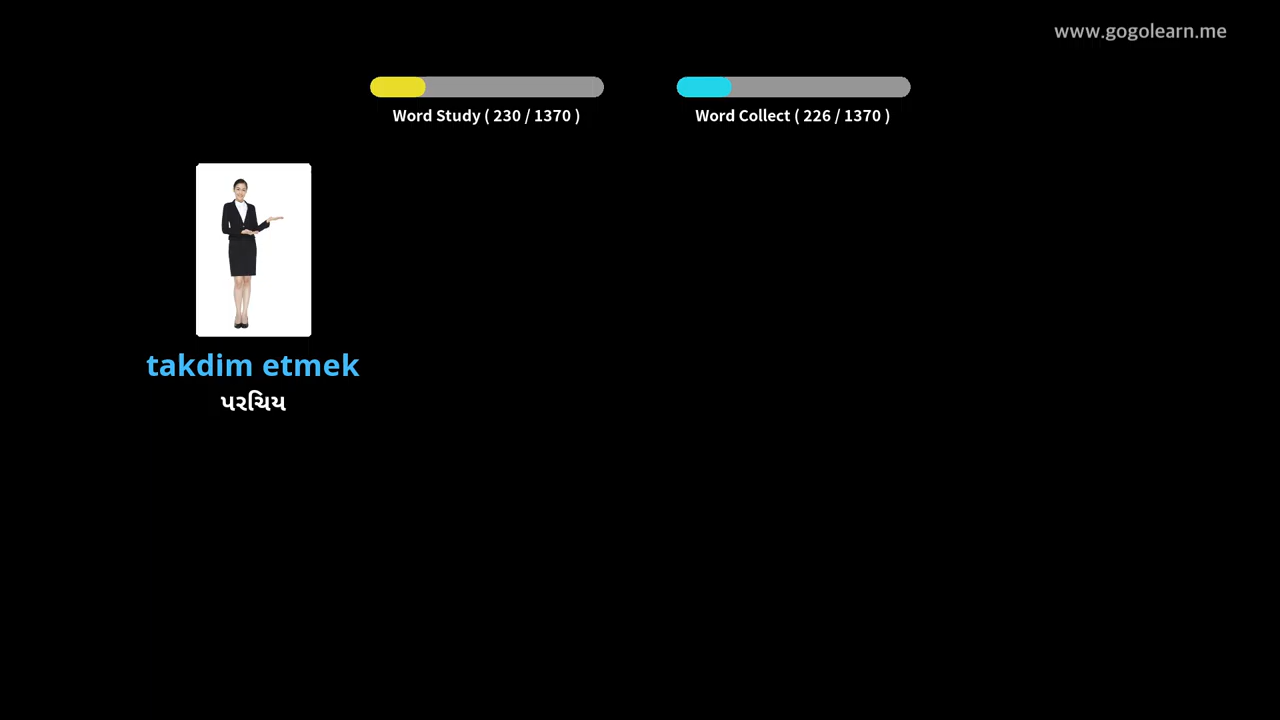 www.gogolearn.me
Word Study ( 230 / 1370 )
Word Collect ( 226 / 1370 )
takdim etmek
પરિચય